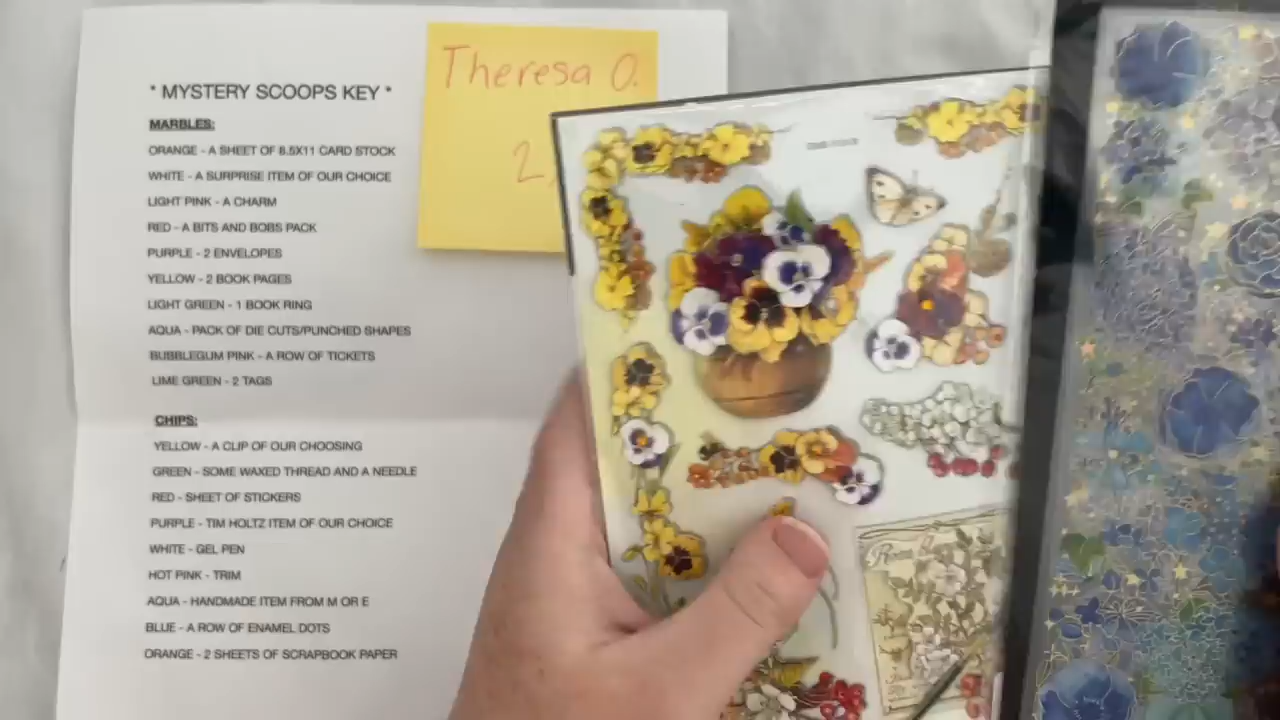 * MYSTERY SCOOPS KEY *
MARBLES:
ORANGE - A SHEET OF 8.5X11 CARD STOCK
WHITE - A SURPRISE ITEM OF OUR CHOICE
LIGHT PINK - A CHARM
RED - A BITS AND BOBS PACK
PURPLE - 2 ENVELOPES
YELLOW - 2 BOOK PAGES
LIGHT GREEN - 1 BOOK RING
AQUA - PACK OF DIE CUTS/PUNCHED SHAPES
BUBBLEGUM PINK - A ROW OF TICKETS
LIME GREEN - 2 TAGS
CHIPS:
YELLOW - A CLIP OF OUR CHOOSING
GREEN - SOME WAXED THREAD AND A NEEDLE
RED - SHEET OF STICKERS
PURPLE - TIM HOLTZ ITEM OF OUR CHOICE
WHITE - GEL PEN
HOT PINK - TRIM
AQUA - HANDMADE ITEM FROM M OR E
BLUE - A ROW OF ENAMEL DOTS
ORANGE - 2 SHEETS OF SCRAPBOOK PAPER
Theresa O.
2